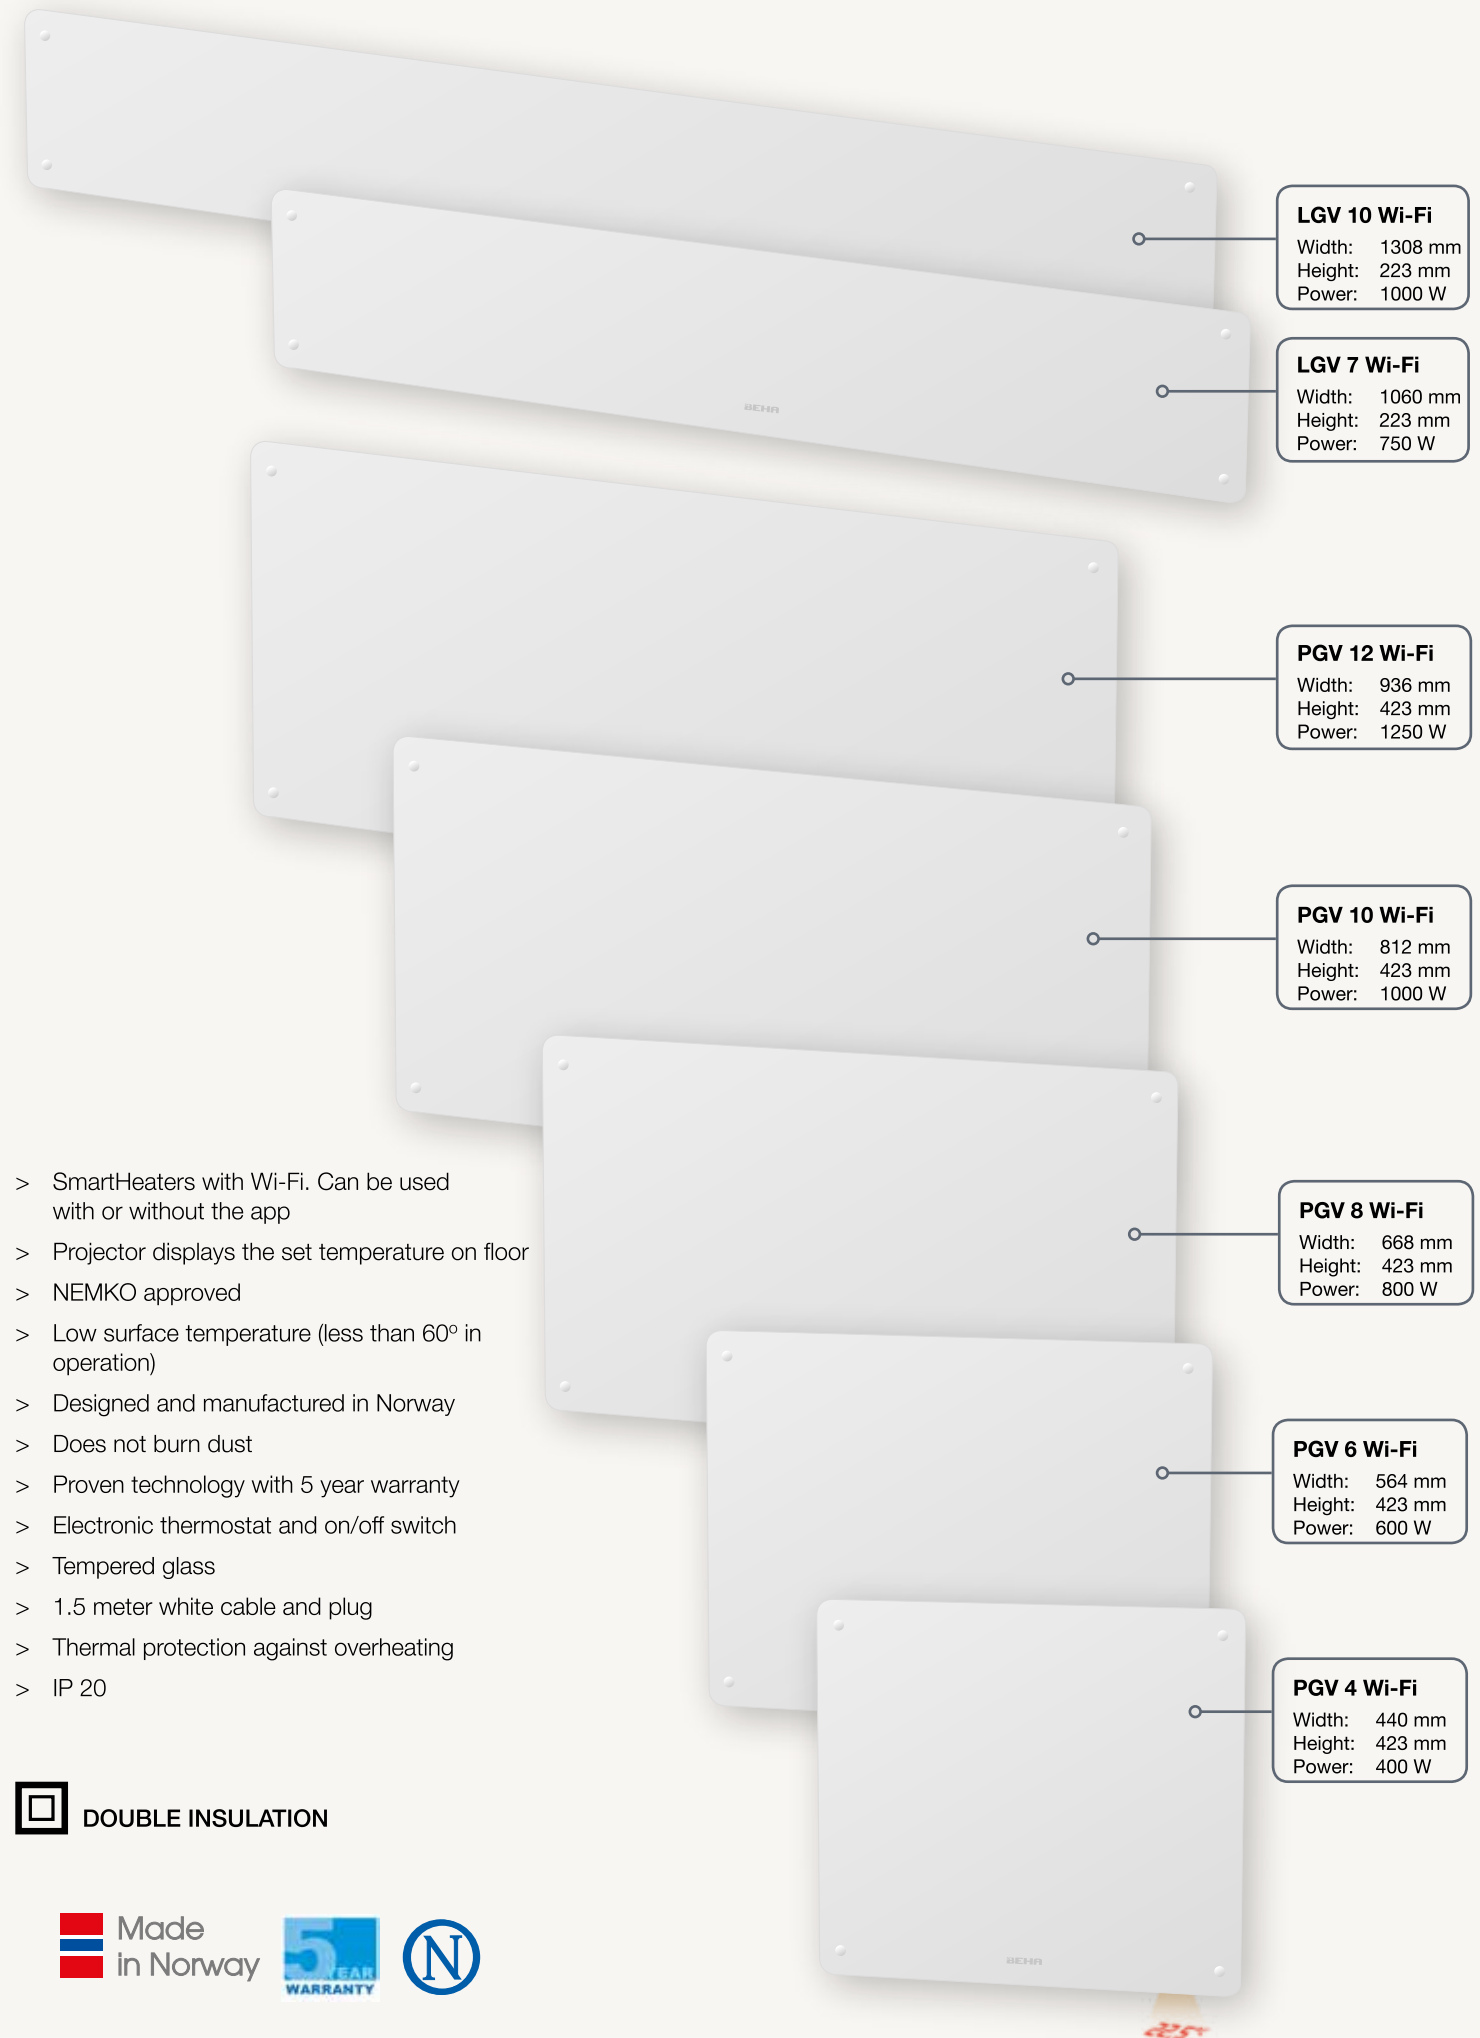 LGV 10 Wi-Fi
Width: 1308 mm
Height: 223 mm
Power: 1000 W
LGV 7 Wi-Fi
Width: 1060 mm
Height: 223 mm
Power: 750 W
BEHA
PGV 12 Wi-Fi
Width: 936 mm
Height: 423 mm
Power: 1250 W
PGV 10 Wi-Fi
Width: 812 mm
Height: 423 mm
Power: 1000 W
PGV 8 Wi-Fi
Width: 668 mm
Height: 423 mm
Power: 800 W
PGV 6 Wi-Fi
Width: 564 mm
Height: 423 mm
Power: 600 W
PGV 4 Wi-Fi
Width: 440 mm
Height: 423 mm
Power: 400 W
> SmartHeaters with Wi-Fi. Can be used
with or without the app
> Projector displays the set temperature on floor
> NEMKO approved
> Low surface temperature (less than 60º in
operation)
> Designed and manufactured in Norway
> Does not burn dust
> Proven technology with 5 year warranty
> Electronic thermostat and on/off switch
> Tempered glass
> 1.5 meter white cable and plug
> Thermal protection against overheating
> IP 20
DOUBLE INSULATION
Made
in Norway
5 YEAR
WARRANTY
N
BEHA
22.5°